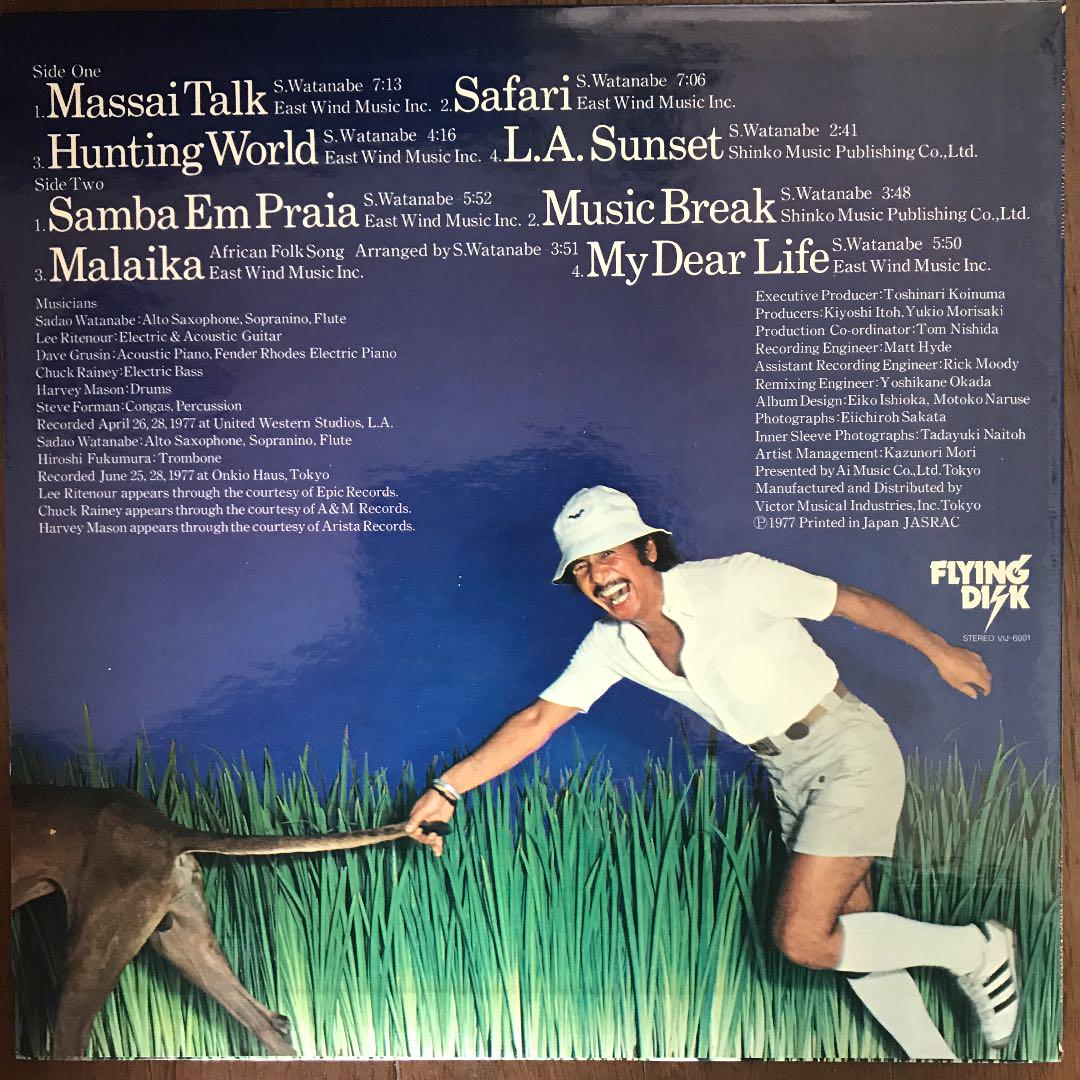 Side One
1. Massai Talk S.Watanabe 7:13 East Wind Music Inc. 2. Safari S.Watanabe 7:06 East Wind Music Inc.
3. Hunting World S.Watanabe 4:16 East Wind Music Inc. 4. L.A. Sunset S.Watanabe 2:41 Shinko Music Publishing Co.,Ltd.
Side Two
1. Samba Em Praia S.Watanabe 5:52 East Wind Music Inc. 2. Music Break S.Watanabe 3:48 Shinko Music Publishing Co.,Ltd.
3. Malaika African Folk Song Arranged by S.Watanabe 3:51 East Wind Music Inc. 4. My Dear Life S.Watanabe 5:50 East Wind Music Inc.
Musicians
Sadao Watanabe:Alto Saxophone, Sopranino, Flute
Lee Ritenour:Electric & Acoustic Guitar
Dave Grusin:Acoustic Piano, Fender Rhodes Electric Piano
Chuck Rainey:Electric Bass
Harvey Mason:Drums
Steve Forman:Congas, Percussion
Recorded April 26, 28, 1977 at United Western Studios, L.A.
Sadao Watanabe:Alto Saxophone, Sopranino, Flute
Hiroshi Fukumura:Trombone
Recorded June 25, 28, 1977 at Onkio Haus, Tokyo
Lee Ritenour appears through the courtesy of Epic Records.
Chuck Rainey appears through the courtesy of A&M Records.
Harvey Mason appears through the courtesy of Arista Records.
Executive Producer:Toshinari Koinuma
Producers:Kiyoshi Itoh, Yukio Morisaki
Production Co-ordinator:Tom Nishida
Recording Engineer:Matt Hyde
Assistant Recording Engineer:Rick Moody
Remixing Engineer:Yoshikane Okada
Album Design:Eiko Ishioka, Motoko Naruse
Photographs:Eiichiroh Sakata
Inner Sleeve Photographs:Tadayuki Naitoh
Artist Management:Kazunori Mori
Presented by Ai Music Co., Ltd. Tokyo
Manufactured and Distributed by
Victor Musical Industries, Inc. Tokyo
Ⓟ1977 Printed in Japan JASRAC
FLYING
DISK
STEREO VIJ-6001